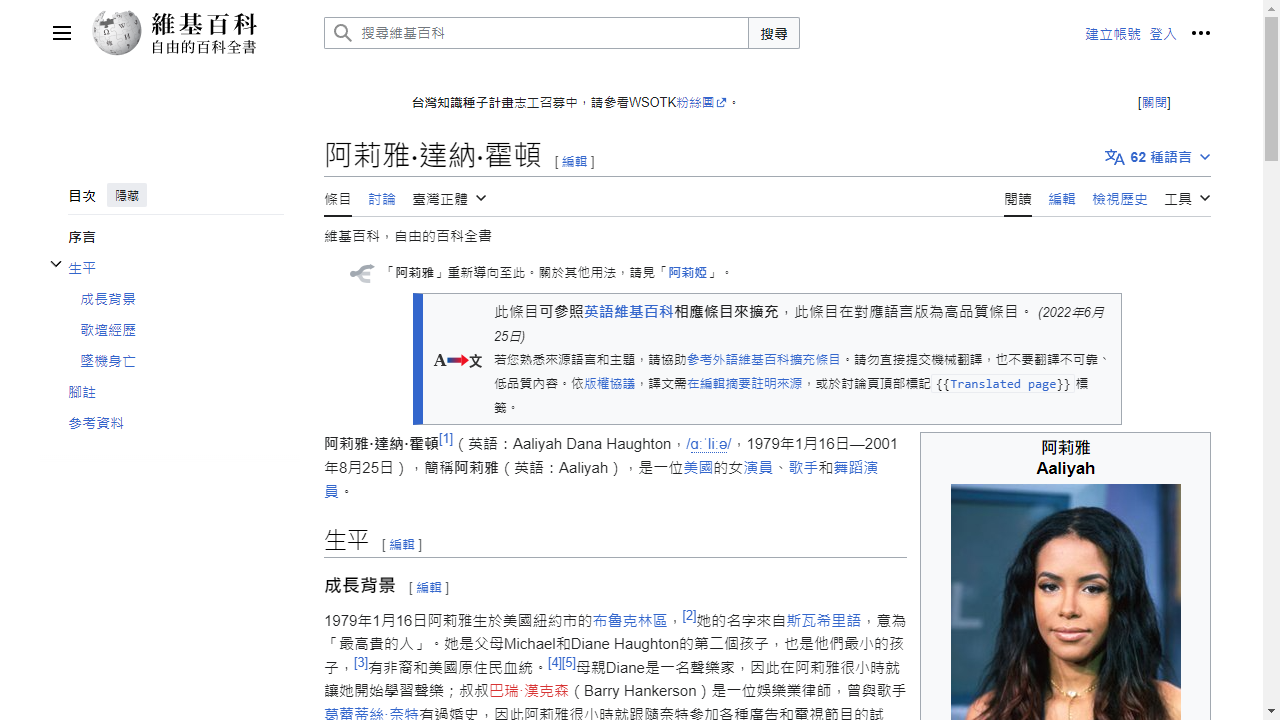 維基百科
自由的百科全書
搜尋維基百科
搜尋
建立帳號 登入
台灣知識種子計畫志工召募中，請參看WSOTK粉絲團。
[關閉]
阿莉雅·達納·霍頓 [ 編輯 ]
62 種語言
目次 隱藏
序言
生平
成長背景
歌壇經歷
墜機身亡
腳註
參考資料
條目 討論 臺灣正體
閱讀 編輯 檢視歷史 工具
維基百科，自由的百科全書
「阿莉雅」重新導向至此。關於其他用法，請見「阿莉婭」。
此條目可參照英語維基百科相應條目來擴充，此條目在對應語言版為高品質條目。 (2022年6月
25日)
若您熟悉來源語言和主題，請協助參考外語維基百科擴充條目。請勿直接提交機械翻譯，也不要翻譯不可靠、
低品質內容。依版權協議，譯文需在編輯摘要註明來源，或於討論頁頂部標記{{Translated page}}標
籤。
A 文
阿莉雅·達納·霍頓[1]（英語：Aaliyah Dana Haughton，/ɑːˈliːə/，1979年1月16日—2001
年8月25日），簡稱阿莉雅（英語：Aaliyah），是一位美國的女演員、歌手和舞蹈演
員。
阿莉雅
Aaliyah
生平 [ 編輯 ]
成長背景 [ 編輯 ]
1979年1月16日阿莉雅生於美國紐約市的布魯克林區，[2]她的名字來自斯瓦希里語，意為
「最高貴的人」。她是父母Michael和Diane Haughton的第二個孩子，也是他們最小的孩
子，[3]有非裔和美國原住民血統。[4][5]母親Diane是一名聲樂家，因此在阿莉雅很小時就
讓她開始學習聲樂；叔叔巴瑞·漢克森（Barry Hankerson）是一位娛樂業律師，曾與歌手
葛蕾蒂絲·奈特有過婚史，因此阿莉雅很小時就跟隨奈特參加各種廣告和電視節目的試